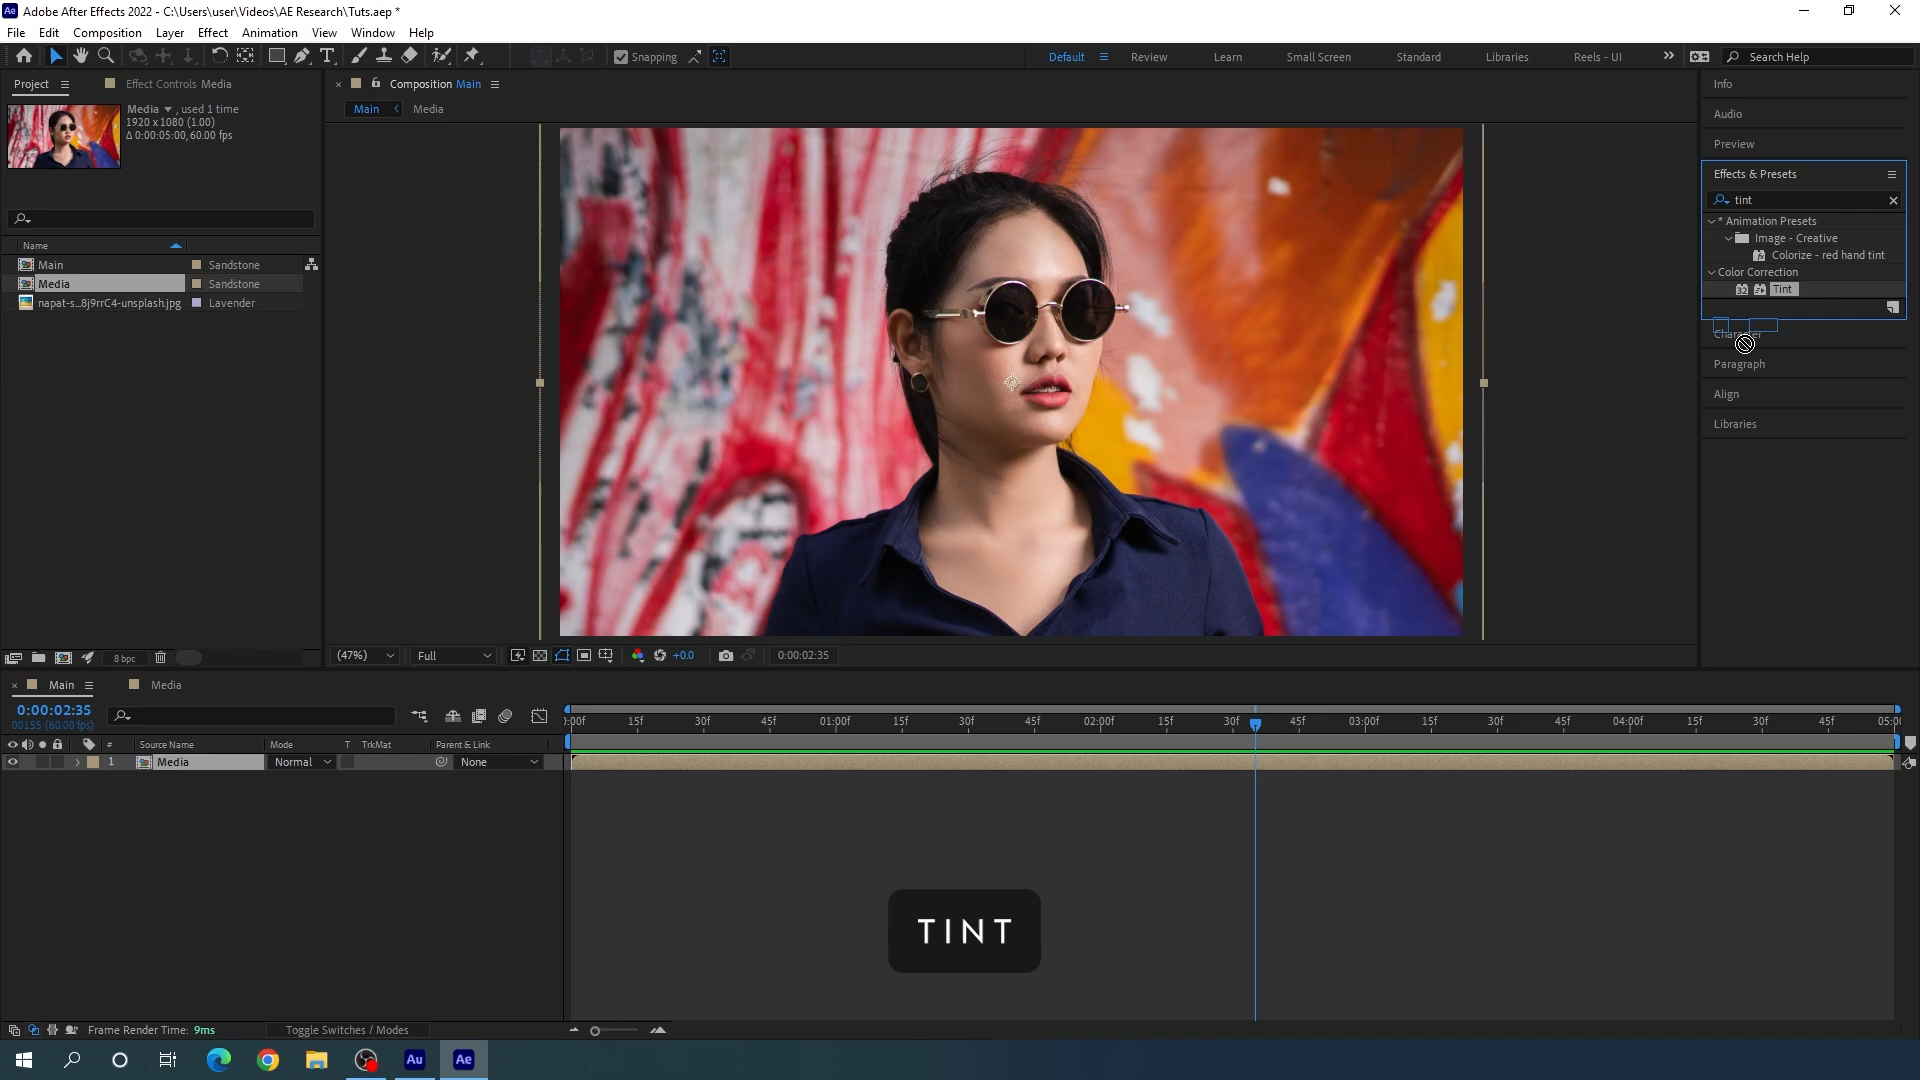 Adobe After Effects 2022 - C:\Users\user\Videos\AE Research\Tuts.aep *
File Edit Composition Layer Effect Animation View Window Help
Snapping
Default Review Learn Small Screen Standard Libraries Reels - UI Search Help
Project Effect Controls Media
Media , used 1 time
1920 x 1080 (1.00)
Δ 0:00:05:00, 60.00 fps
Name
Main Sandstone
Media Sandstone
napat-s...8j9rrC4-unsplash.jpg Lavender
8 bpc
Composition Main
Main Media
(47%) Full +0.0 0:00:02:35
Info
Audio
Preview
Effects & Presets
tint
* Animation Presets
Image - Creative
Colorize - red hand tint
Color Correction
32 Tint
Character
Paragraph
Align
Libraries
Main Media
0:00:02:35
00155 (60.00 fps)
# Source Name Mode T TrkMat Parent & Link
1 Media Normal None
0:00f 15f 30f 45f 01:00f 15f 30f 45f 02:00f 15f 30f 45f 03:00f 15f 30f 45f 04:00f 15f 30f 45f 05:0
TINT
Frame Render Time: 9ms Toggle Switches / Modes
Au Ae